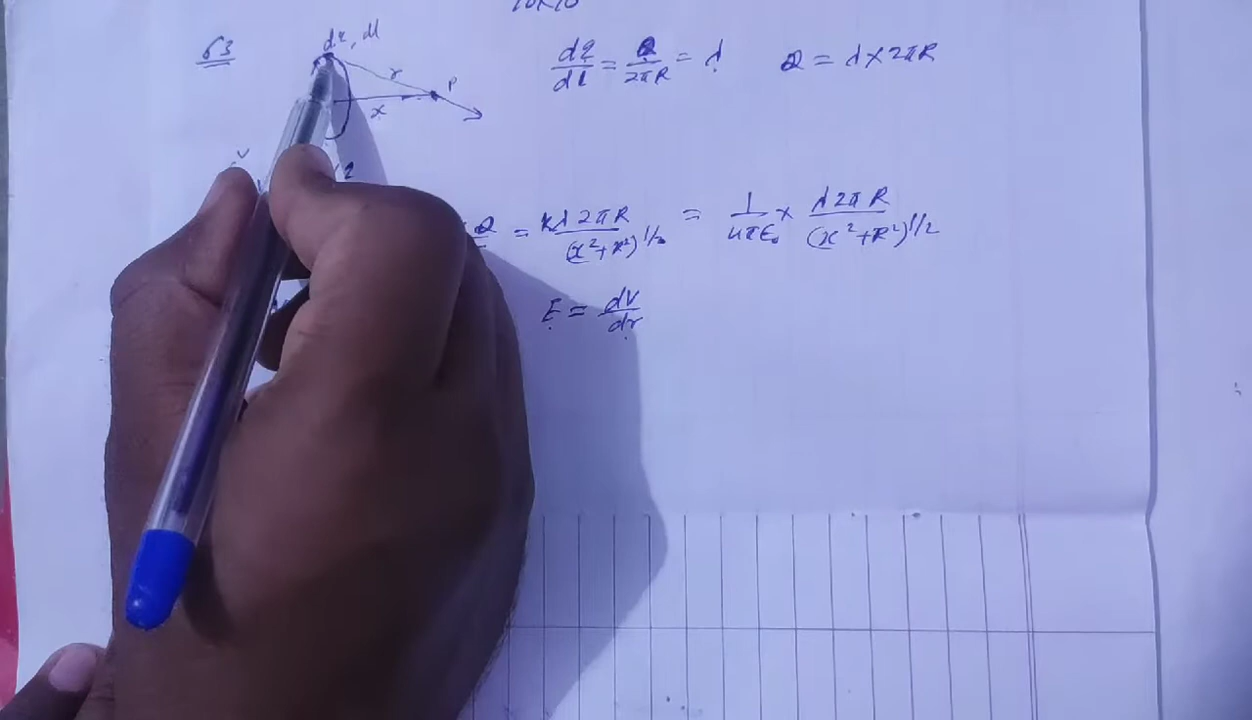 63
dq, dl
r
P
x
dq/dl = Q/2πR = λ
Q = λ×2πR
= kλ2πR/(x²+R²)^1/2 = 1/4πε₀ × λ2πR/(x²+R²)^1/2
E = dV/dr